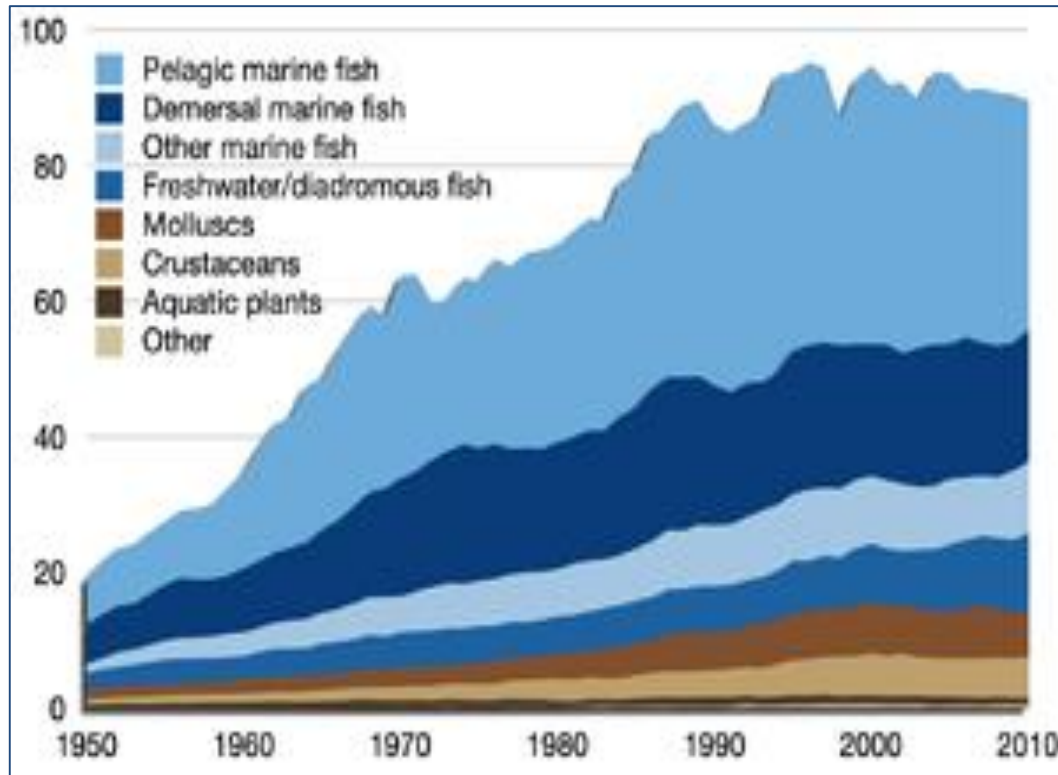 100
Pelagic marine fish
Demersal marine fish
Other marine fish
80
Freshwater/diadromous fish
Molluscs
Crustaceans
60
Aquatic plants
Other
40
20
0
1950 1960 1970 1980 1990 2000 2010